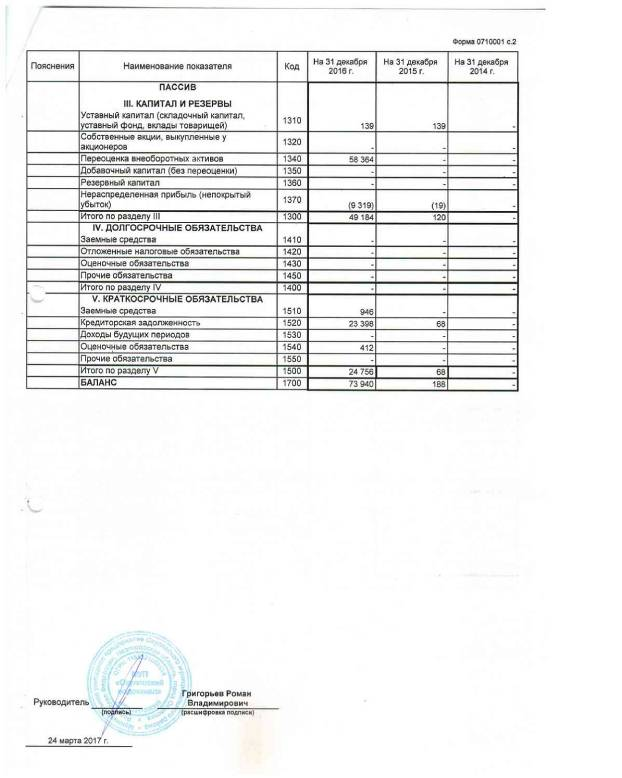 Форма 0710001 с.2
Пояснения Наименование показателя Код На 31 декабря 2016 г. На 31 декабря 2015 г. На 31 декабря 2014 г.
ПАССИВ
III. КАПИТАЛ И РЕЗЕРВЫ
Уставный капитал (складочный капитал,
уставный фонд, вклады товарищей) 1310 139 139 -
Собственные акции, выкупленные у
акционеров 1320 - - -
Переоценка внеоборотных активов 1340 58 364 - -
Добавочный капитал (без переоценки) 1350 - - -
Резервный капитал 1360 - - -
Нераспределенная прибыль (непокрытый
убыток) 1370 (9 319) (19) -
Итого по разделу III 1300 49 184 120 -
IV. ДОЛГОСРОЧНЫЕ ОБЯЗАТЕЛЬСТВА
Заемные средства 1410 - - -
Отложенные налоговые обязательства 1420 - - -
Оценочные обязательства 1430 - - -
Прочие обязательства 1450 - - -
Итого по разделу IV 1400 - - -
V. КРАТКОСРОЧНЫЕ ОБЯЗАТЕЛЬСТВА
Заемные средства 1510 946 - -
Кредиторская задолженность 1520 23 398 68 -
Доходы будущих периодов 1530 - - -
Оценочные обязательства 1540 412 - -
Прочие обязательства 1550 - - -
Итого по разделу V 1500 24 756 68 -
БАЛАНС 1700 73 940 188 -
Руководитель
(подпись)
Григорьев Роман
Владимирович
(расшифровка подписи)
24 марта 2017 г.